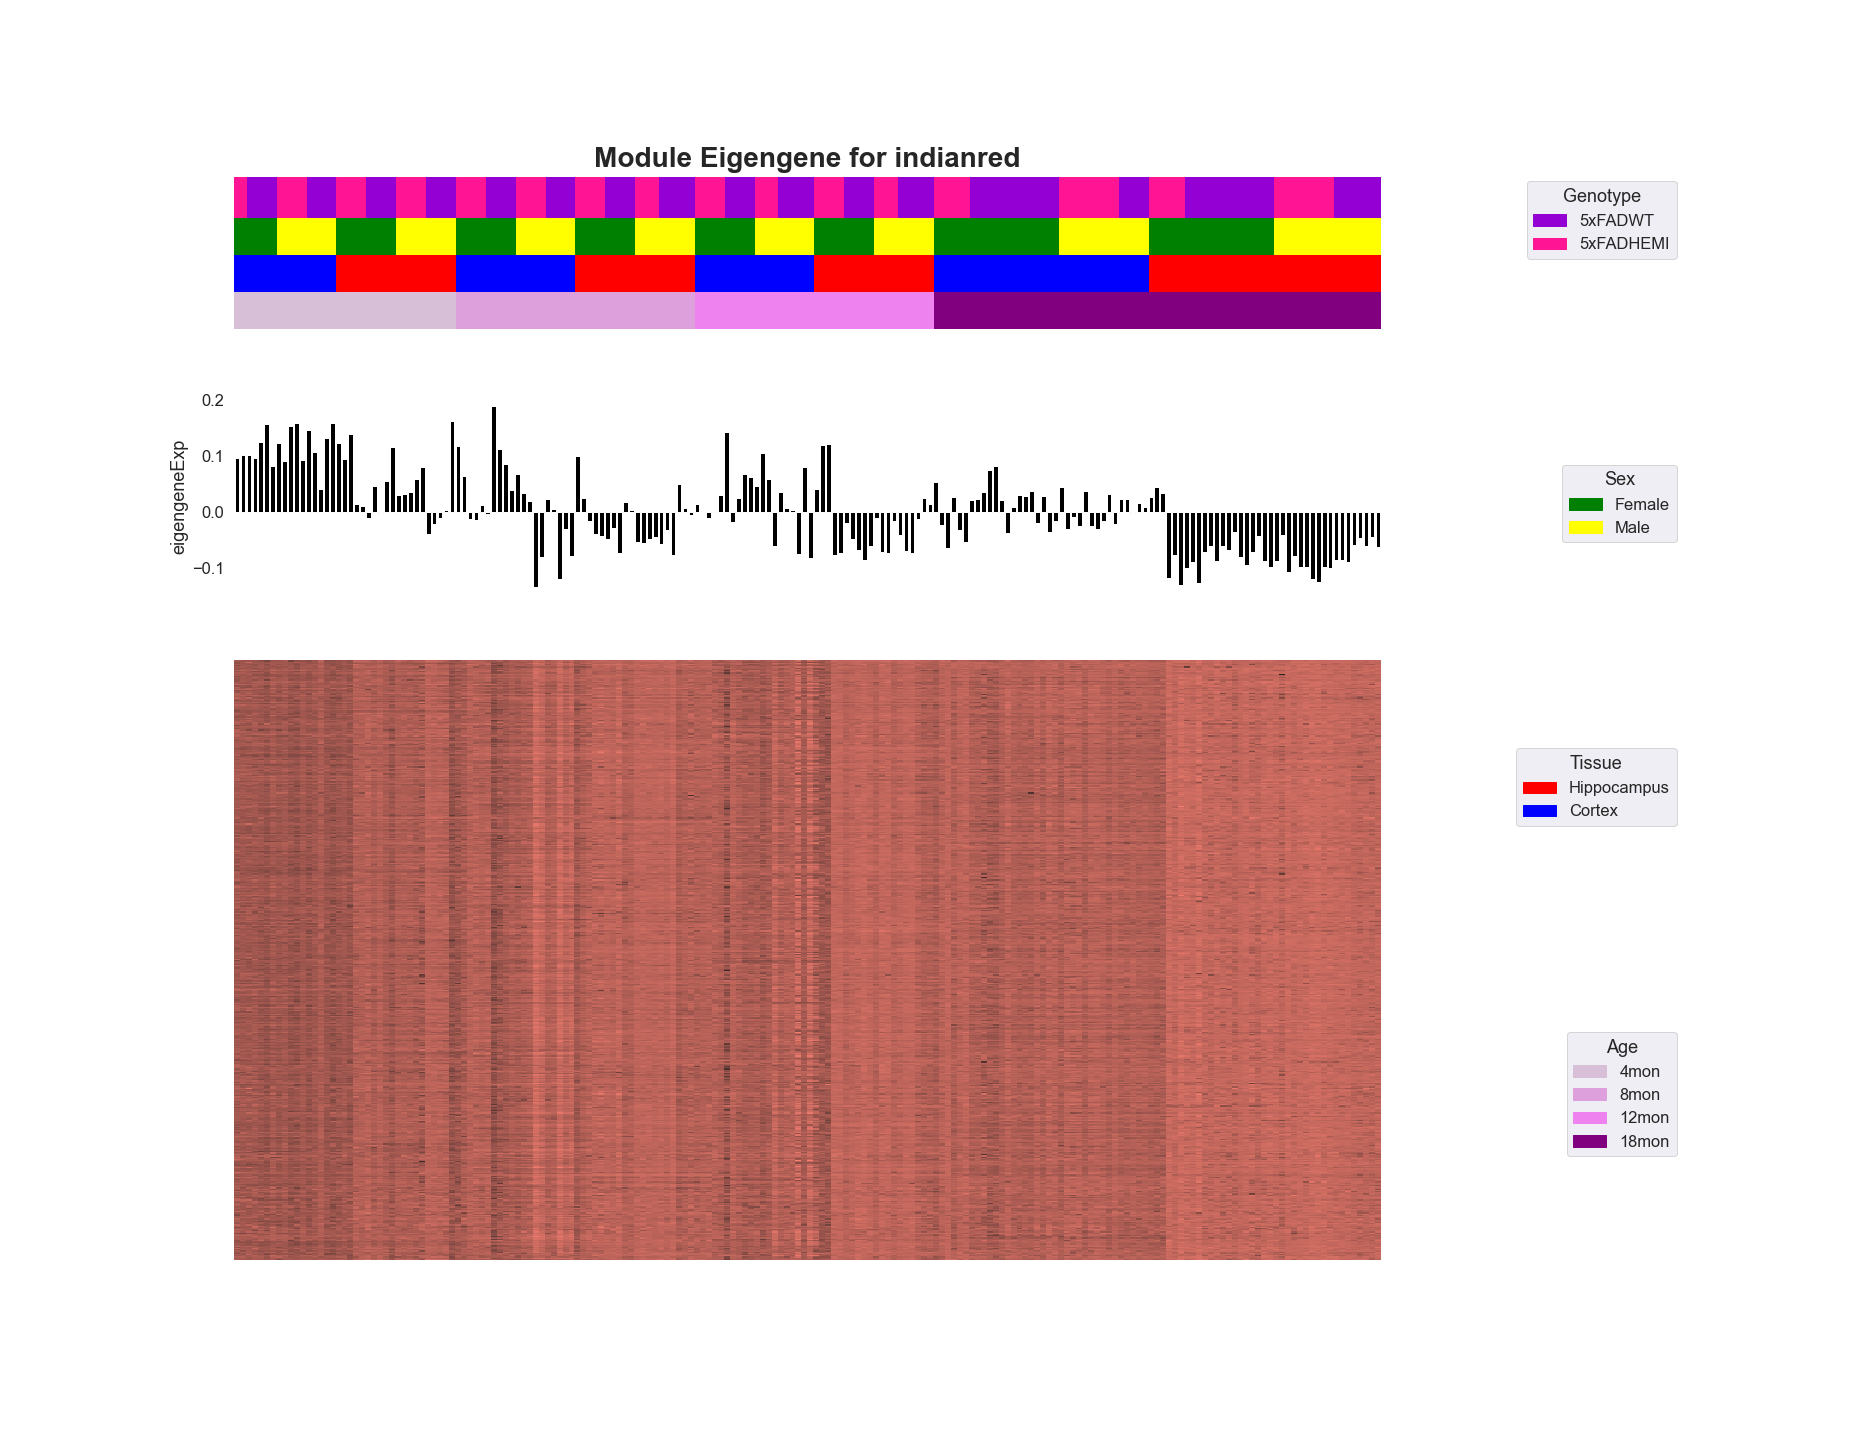 Module Eigengene for indianred
Genotype
5xFADWT
5xFADHEMI
0.2
0.1
0.0
−0.1
eigengeneExp
Sex
Female
Male
Tissue
Hippocampus
Cortex
Age
4mon
8mon
12mon
18mon